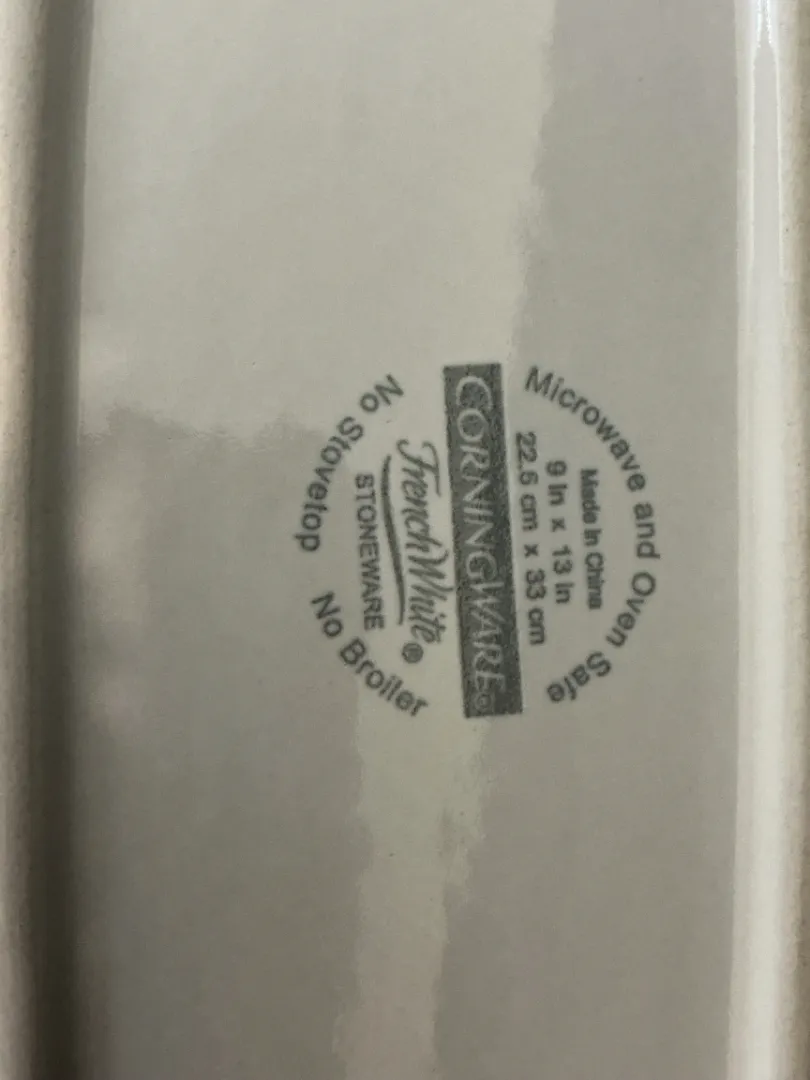 Microwave and Oven Safe
Made In China
9 in x 13 in
22.5 cm x 33 cm
CORNINGWARE®
French White®
STONEWARE
No Stovetop No Broiler